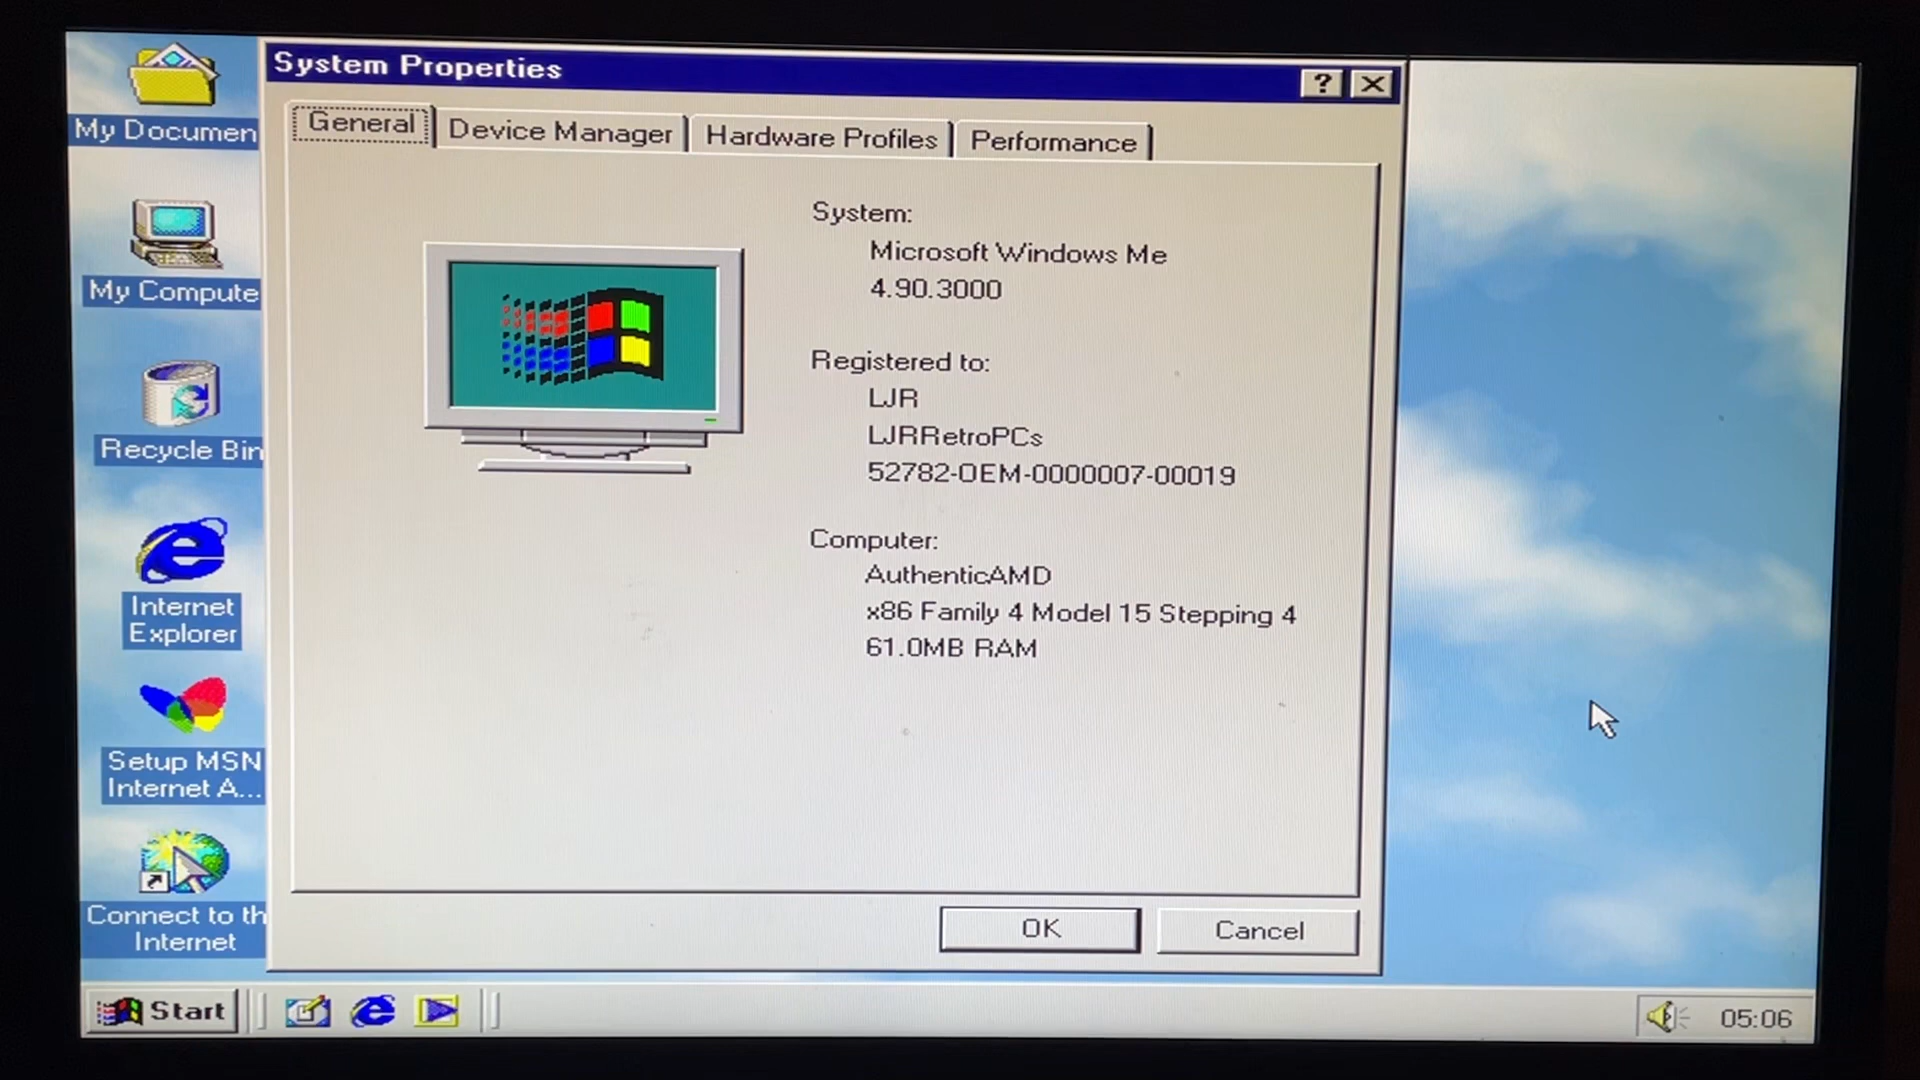 System Properties
?
General
Device Manager
Hardware Profiles
Performance
System:
Microsoft Windows Me
4.90.3000
Registered to:
LJR
LJRRetroPCs
52782-OEM-0000007-00019
Computer:
AuthenticAMD
x86 Family 4 Model 15 Stepping 4
61.0MB RAM
OK
Cancel
My Documen
My Compute
Recycle Bin
Internet
Explorer
Setup MSN
Internet A...
Connect to th
Internet
Start
05:06